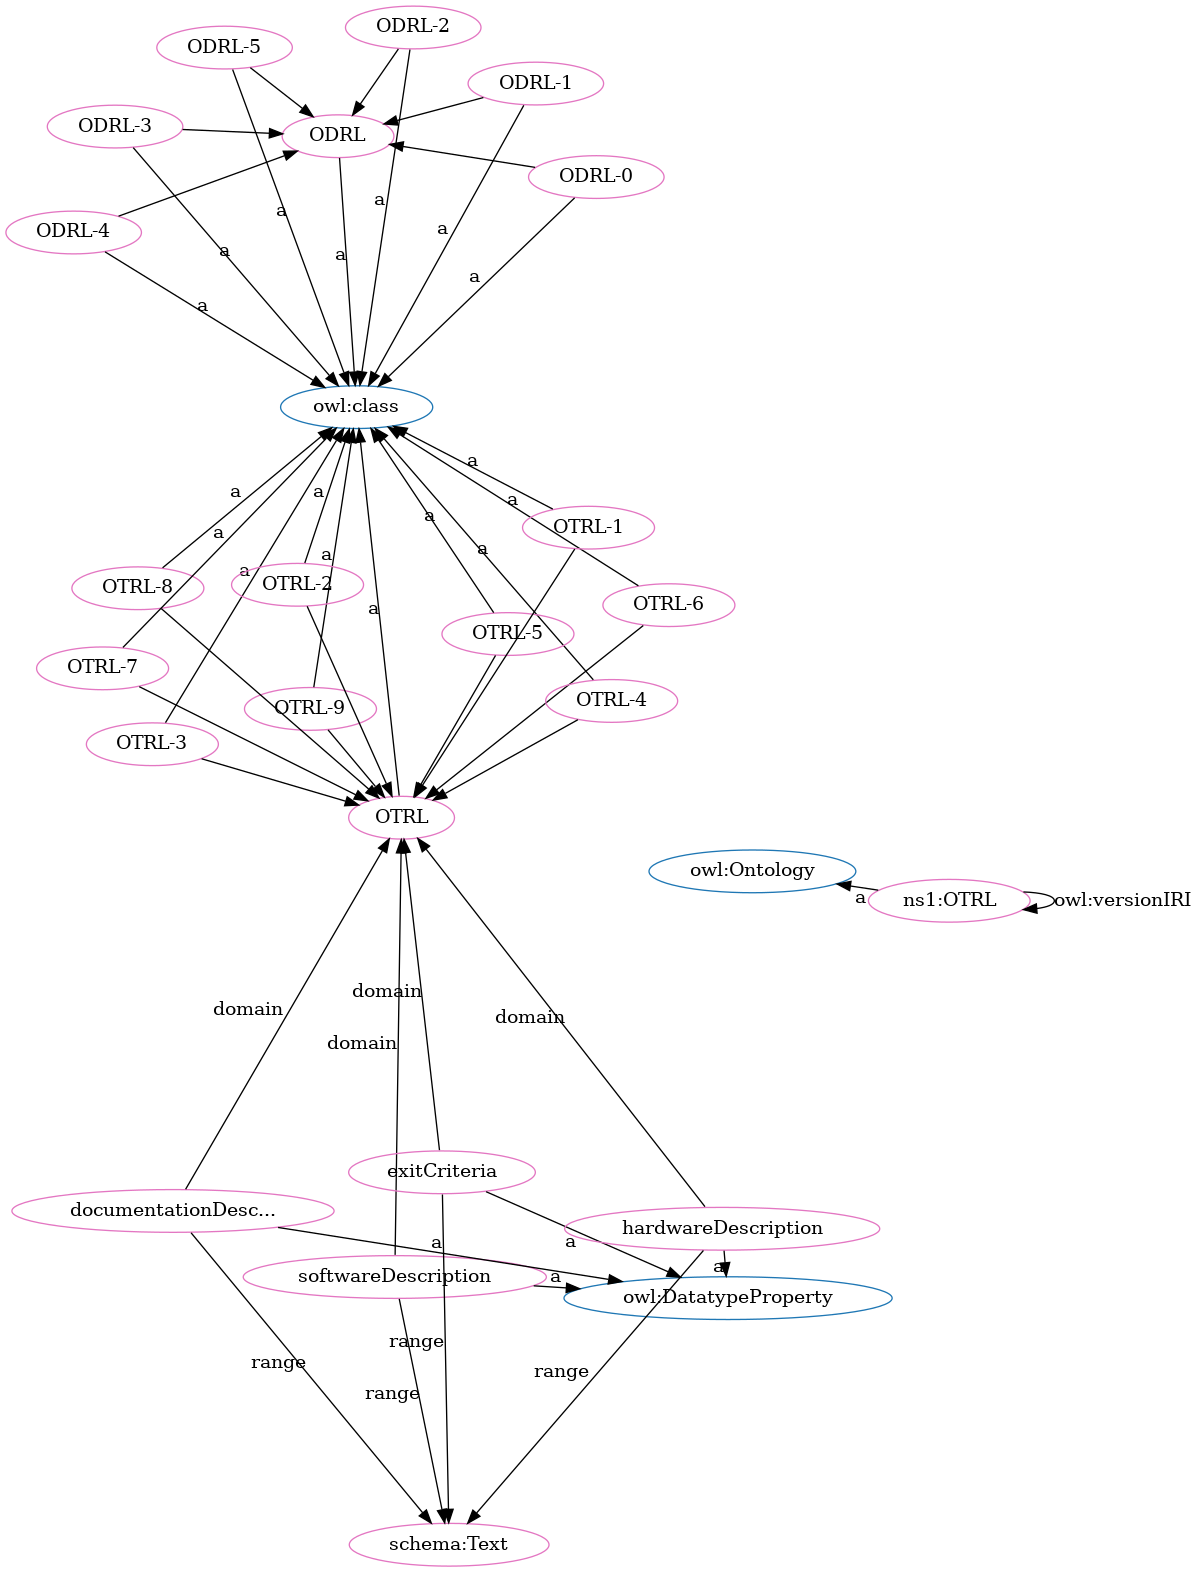 ODRL-2
ODRL-5
ODRL-1
ODRL-3
ODRL
ODRL-0
ODRL-4
a
a
a
a
a
a
a
owl:class
a
a
a
a
a
a
a
a
a
a
OTRL-1
OTRL-8
OTRL-2
OTRL-6
OTRL-5
OTRL-7
OTRL-4
OTRL-9
OTRL-3
OTRL
owl:Ontology
a
ns1:OTRL
owl:versionIRI
domain
domain
domain
domain
exitCriteria
documentationDesc...
hardwareDescription
a
a
a
a
softwareDescription
owl:DatatypeProperty
range
range
range
range
schema:Text